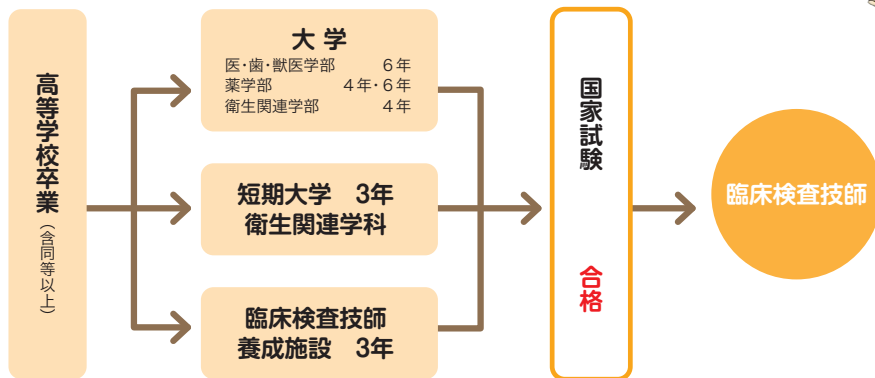 高等学校卒業（含同等以上）
大学
医・歯・獣医学部 6年
薬学部 4年・6年
衛生関連学部 4年
短期大学 3年
衛生関連学科
臨床検査技師
養成施設 3年
国家試験 合格
臨床検査技師